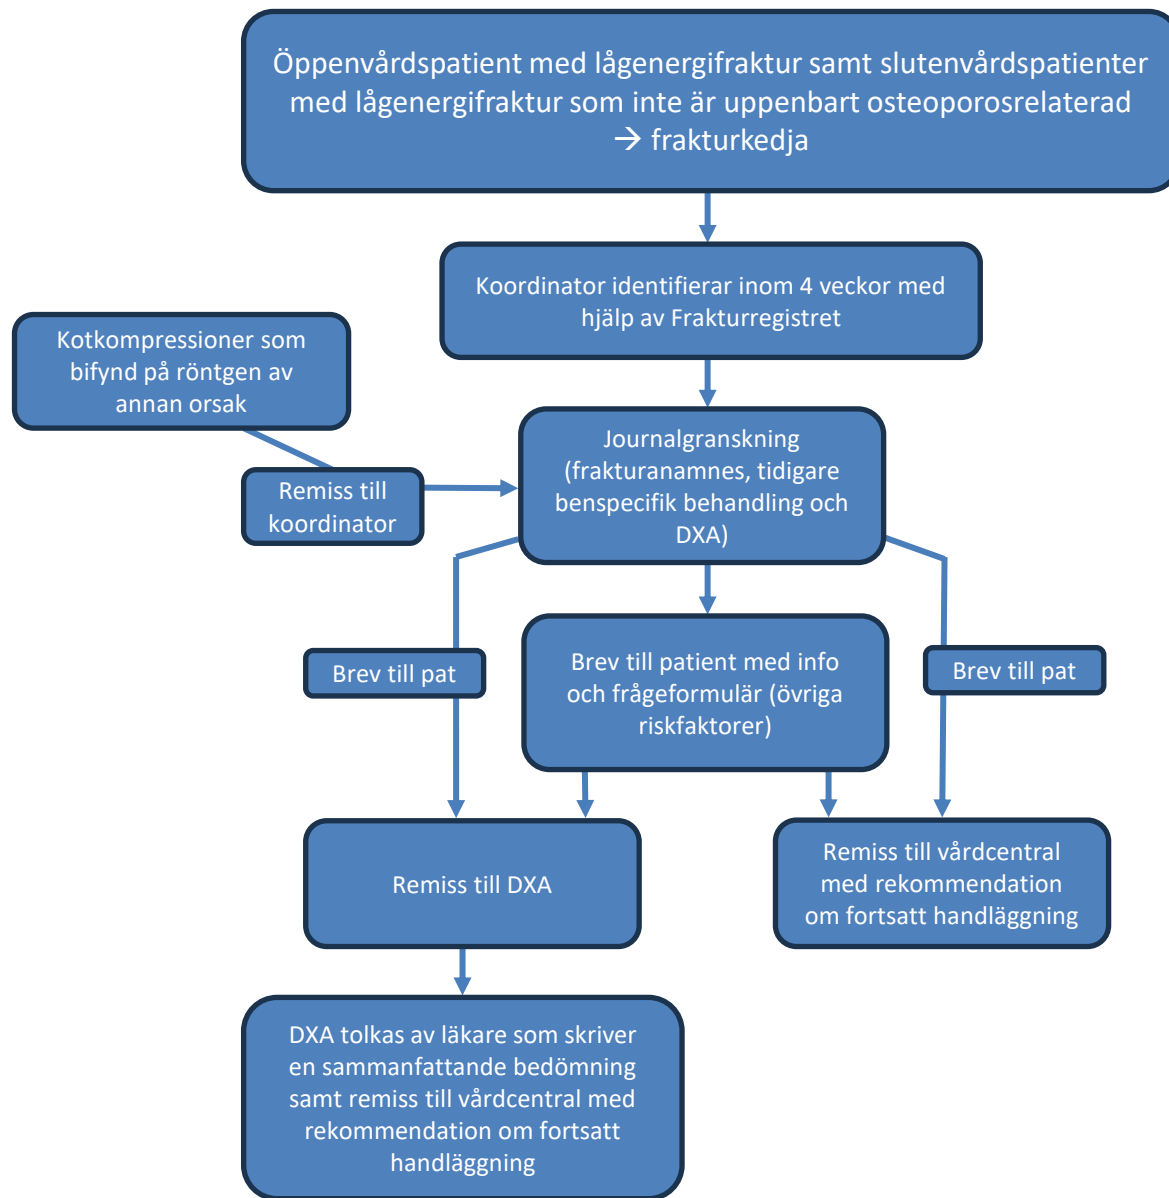 Öppenvårdspatient med lågenergifraktur samt slutenvårdspatienter
med lågenergifraktur som inte är uppenbart osteoporosrelaterad
→ frakturkedja
Koordinator identifierar inom 4 veckor med
hjälp av Frakturregistret
Kotkompressioner som
bifynd på röntgen av
annan orsak
Remiss till
koordinator
Journalgranskning
(frakturanamnes, tidigare
benspecifik behandling och
DXA)
Brev till pat
Brev till patient med info
och frågeformulär (övriga
riskfaktorer)
Brev till pat
Remiss till DXA
Remiss till vårdcentral
med rekommendation
om fortsatt handläggning
DXA tolkas av läkare som skriver
en sammanfattande bedömning
samt remiss till vårdcentral med
rekommendation om fortsatt
handläggning